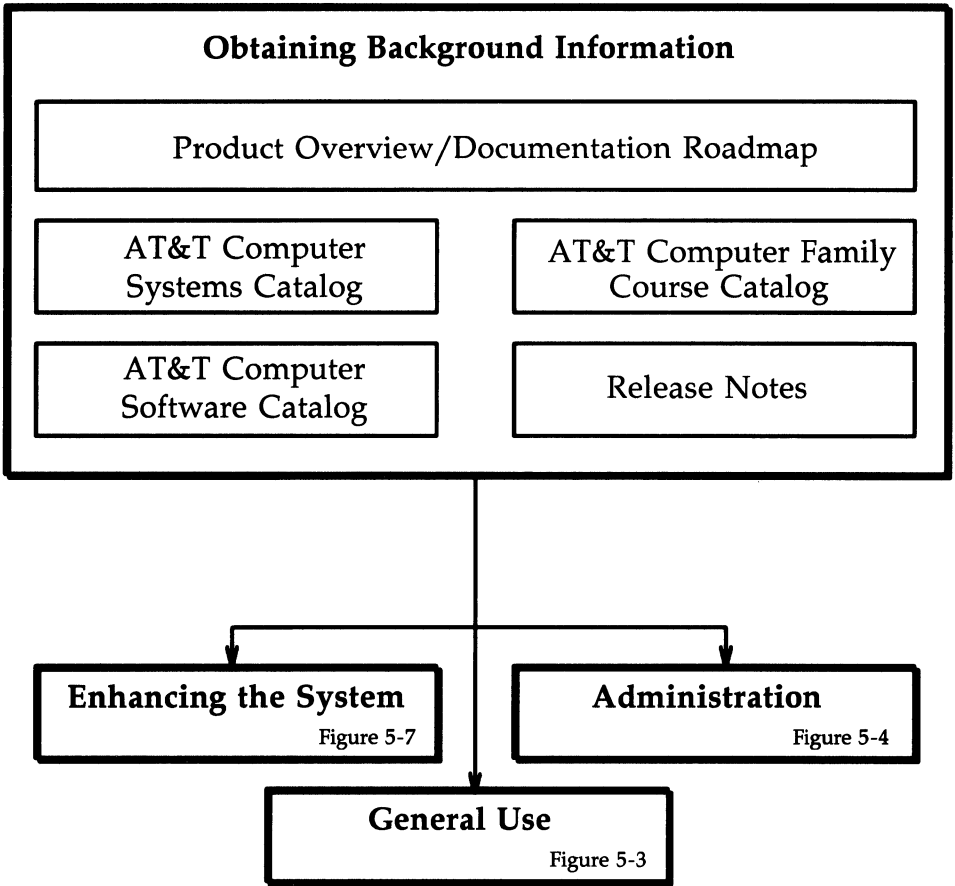 Obtaining Background Information
Product Overview/Documentation Roadmap
AT&T Computer
Systems Catalog
AT&T Computer Family
Course Catalog
AT&T Computer
Software Catalog
Release Notes
Enhancing the System
Figure 5-7
Administration
Figure 5-4
General Use
Figure 5-3